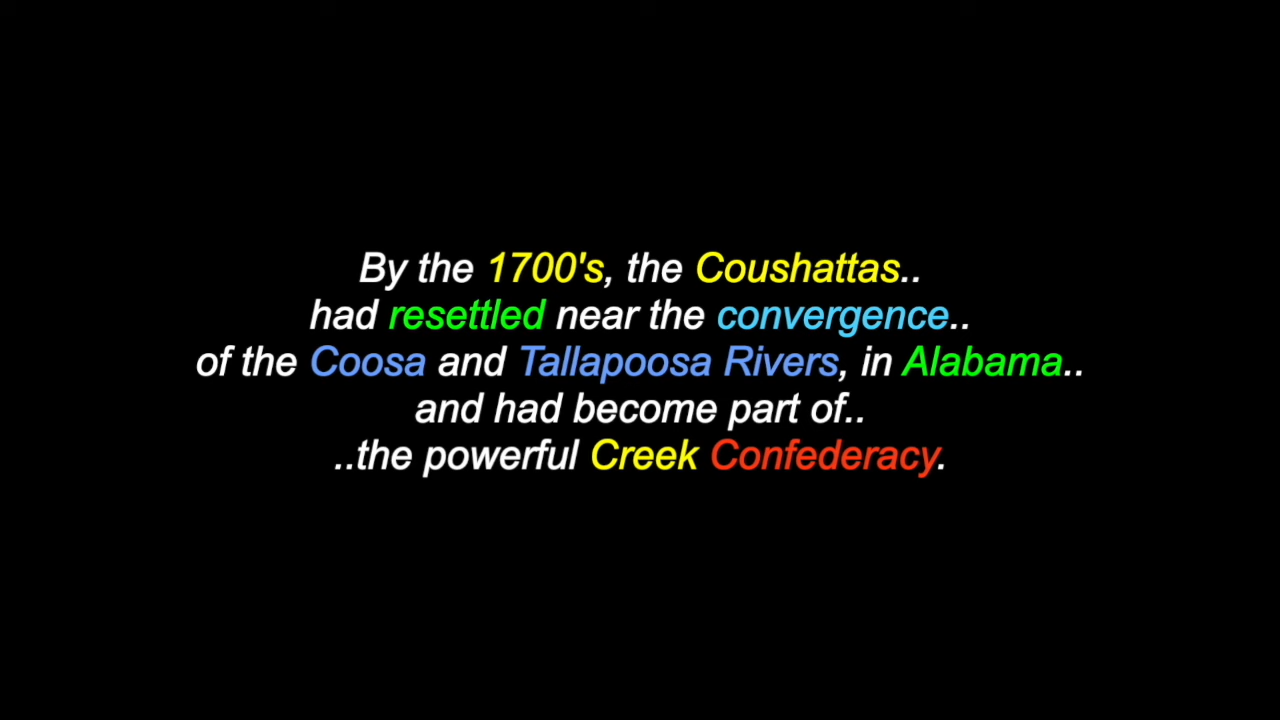 By the 1700's, the Coushattas..
had resettled near the convergence..
of the Coosa and Tallapoosa Rivers, in Alabama..
and had become part of..
..the powerful Creek Confederacy.